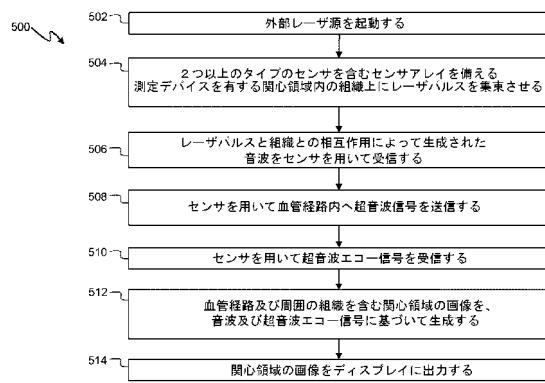 500
502
外部レーザ源を起動する
504
2つ以上のタイプのセンサを含むセンサアレイを備える
測定デバイスを有する関心領域内の組織上にレーザパルスを集束させる
506
レーザパルスと組織との相互作用によって生成された
音波をセンサを用いて受信する
508
センサを用いて血管経路内へ超音波信号を送信する
510
センサを用いて超音波エコー信号を受信する
512
血管経路及び周囲の組織を含む関心領域の画像を、
音波及び超音波エコー信号に基づいて生成する
514
関心領域の画像をディスプレイに出力する